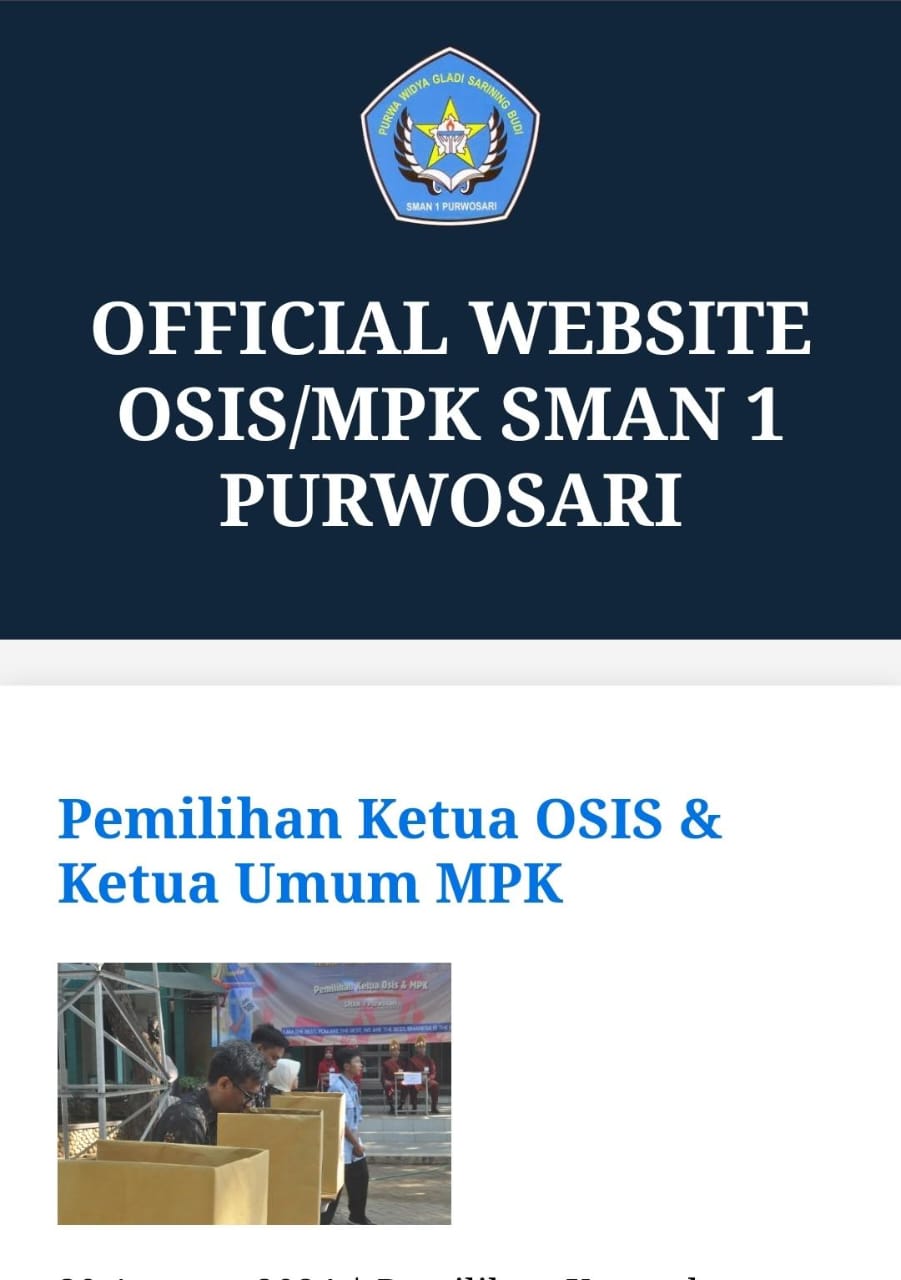 PURWA WIDYA GLADI SARINING BUDI
SMAN 1 PURWOSARI
OFFICIAL WEBSITE
OSIS/MPK SMAN 1
PURWOSARI
Pemilihan Ketua OSIS &
Ketua Umum MPK
Pemilihan Ketua Osis & MPK
SMAN 1 Purwosari